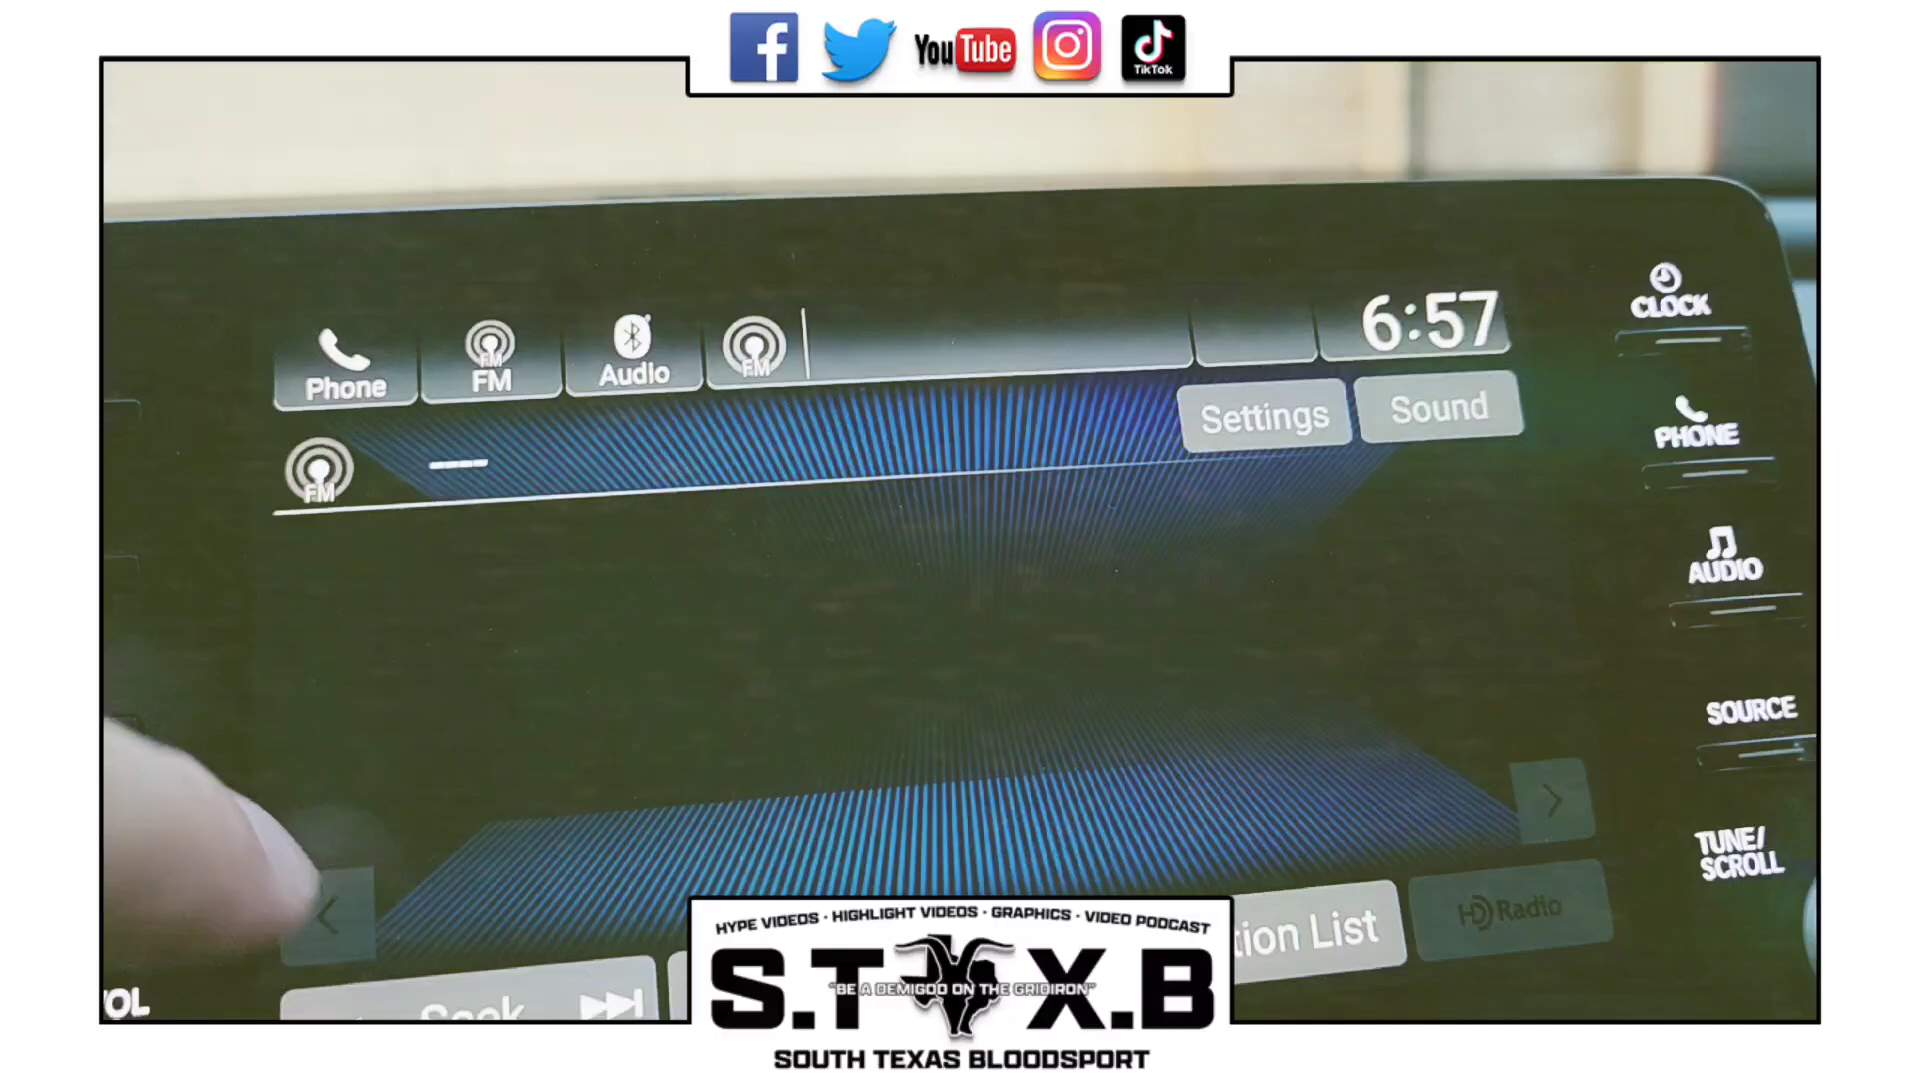 f
YouTube
TikTok
6:57
CLOCK
Phone
FM
FM
Audio
FM
Settings
Sound
PHONE
FM
AUDIO
SOURCE
TUNE/
SCROLL
HD Radio
tion List
Seek
OL
HYPE VIDEOS · HIGHLIGHT VIDEOS · GRAPHICS · VIDEO PODCAST
S.T X.B
"BE A DEMIGOD ON THE GRIDIRON"
SOUTH TEXAS BLOODSPORT